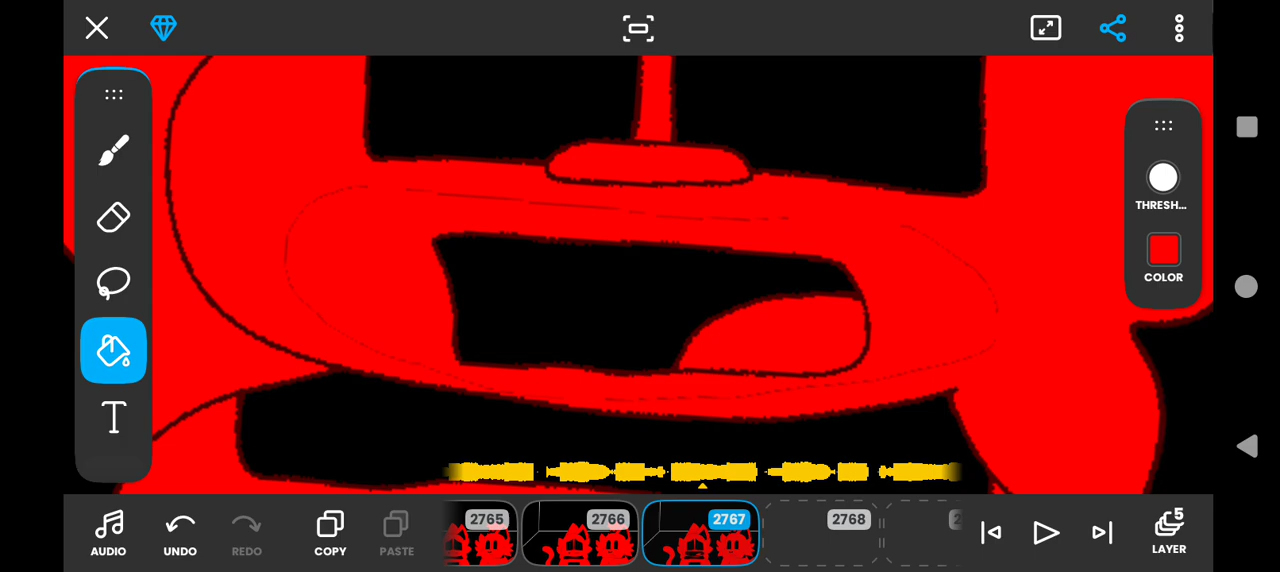 THRESH...
COLOR
T
2765
2766
2767
2768
5
AUDIO
UNDO
REDO
COPY
PASTE
LAYER